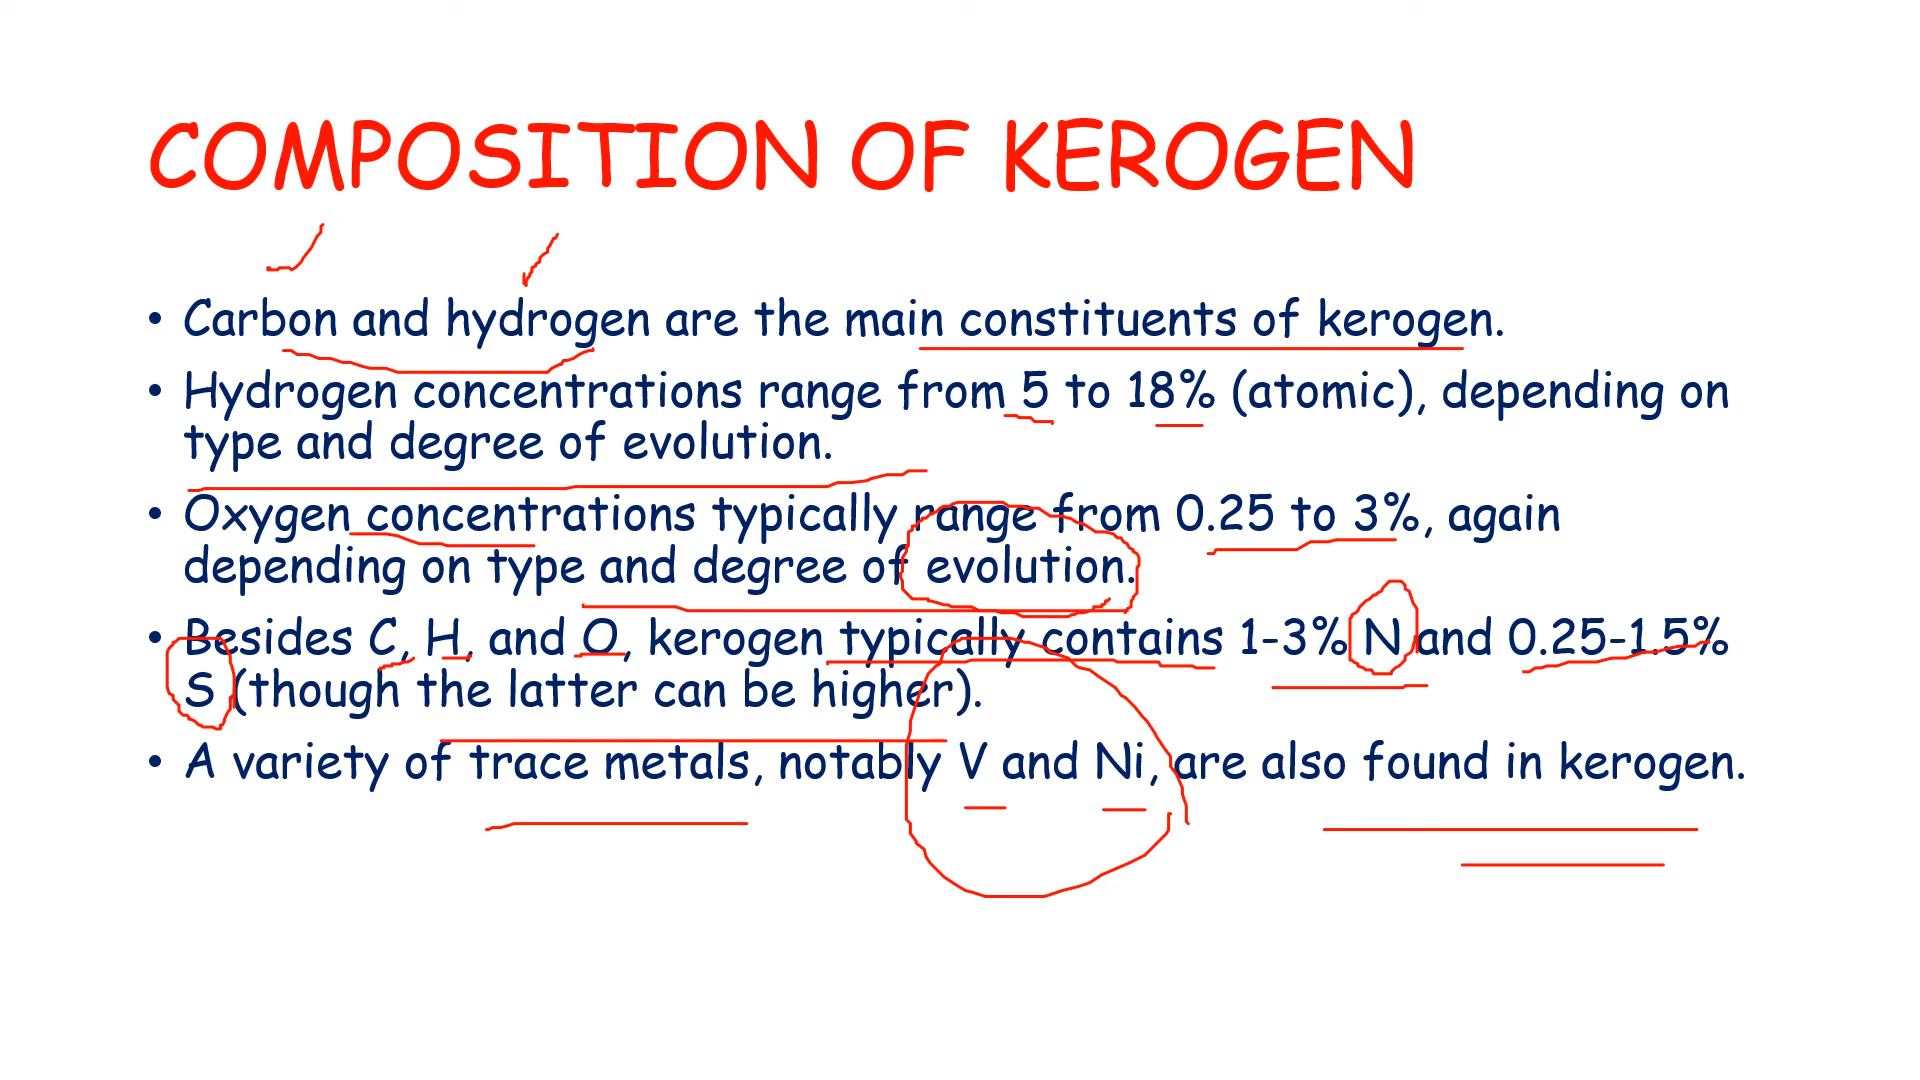 COMPOSITION OF KEROGEN
• Carbon and hydrogen are the main constituents of kerogen.
• Hydrogen concentrations range from 5 to 18% (atomic), depending on
type and degree of evolution.
• Oxygen concentrations typically range from 0.25 to 3%, again
depending on type and degree of evolution.
• Besides C, H, and O, kerogen typically contains 1-3% N and 0.25-1.5%
S (though the latter can be higher).
• A variety of trace metals, notably V and Ni, are also found in kerogen.